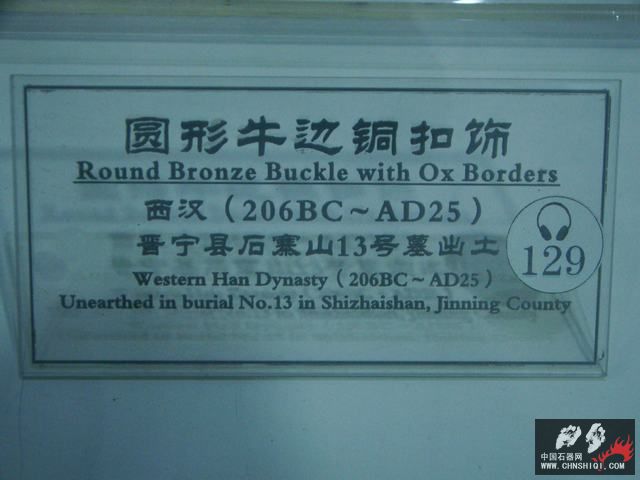 圆形牛边铜扣饰
Round Bronze Buckle with Ox Borders
西汉（206BC～AD25）
晋宁县石寨山13号墓出土
129
Western Han Dynasty（206BC～AD25）
Unearthed in burial No.13 in Shizhaishan, Jinning County
中国石器网
WWW.CHNSHIQI.COM